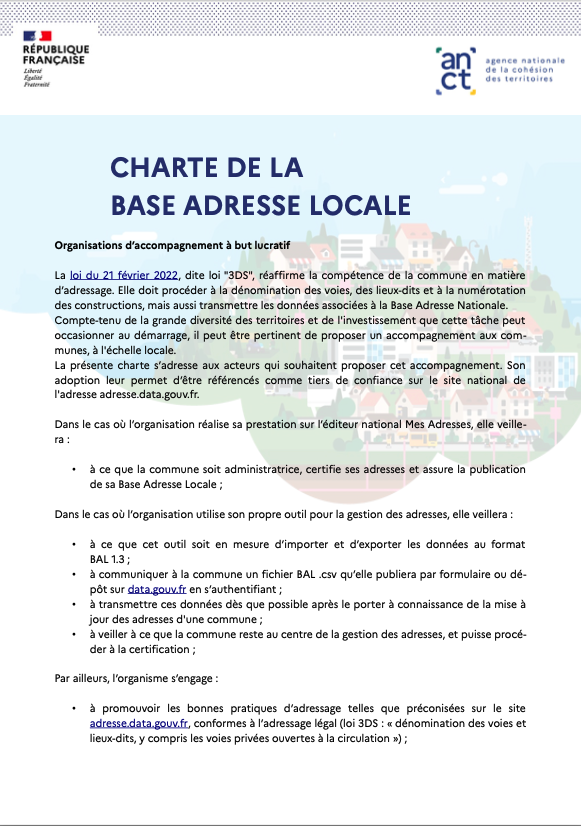 RÉPUBLIQUE
FRANÇAISE
Liberté
Égalité
Fraternité
anct
agence nationale
de la cohésion
des territoires
CHARTE DE LA
BASE ADRESSE LOCALE
Organisations d’accompagnement à but lucratif
La loi du 21 février 2022, dite loi "3DS", réaffirme la compétence de la commune en matière
d’adressage. Elle doit procéder à la dénomination des voies, des lieux-dits et à la numérotation
des constructions, mais aussi transmettre les données associées à la Base Adresse Nationale.
Compte-tenu de la grande diversité des territoires et de l'investissement que cette tâche peut
occasionner au démarrage, il peut être pertinent de proposer un accompagnement aux com-
munes, à l'échelle locale.
La présente charte s’adresse aux acteurs qui souhaitent proposer cet accompagnement. Son
adoption leur permet d’être référencés comme tiers de confiance sur le site national de
l'adresse adresse.data.gouv.fr.
Dans le cas où l’organisation réalise sa prestation sur l’éditeur national Mes Adresses, elle veille-
ra :
• à ce que la commune soit administratrice, certifie ses adresses et assure la publication
de sa Base Adresse Locale ;
Dans le cas où l’organisation utilise son propre outil pour la gestion des adresses, elle veillera :
• à ce que cet outil soit en mesure d’importer et d’exporter les données au format
BAL 1.3 ;
• à communiquer à la commune un fichier BAL .csv qu’elle publiera par formulaire ou dé-
pôt sur data.gouv.fr en s’authentifiant ;
• à transmettre ces données dès que possible après le porter à connaissance de la mise à
jour des adresses d'une commune ;
• à veiller à ce que la commune reste au centre de la gestion des adresses, et puisse procé-
der à la certification ;
Par ailleurs, l’organisme s’engage :
• à promouvoir les bonnes pratiques d’adressage telles que préconisées sur le site
adresse.data.gouv.fr, conformes à l’adressage légal (loi 3DS : « dénomination des voies et
lieux-dits, y compris les voies privées ouvertes à la circulation ») ;